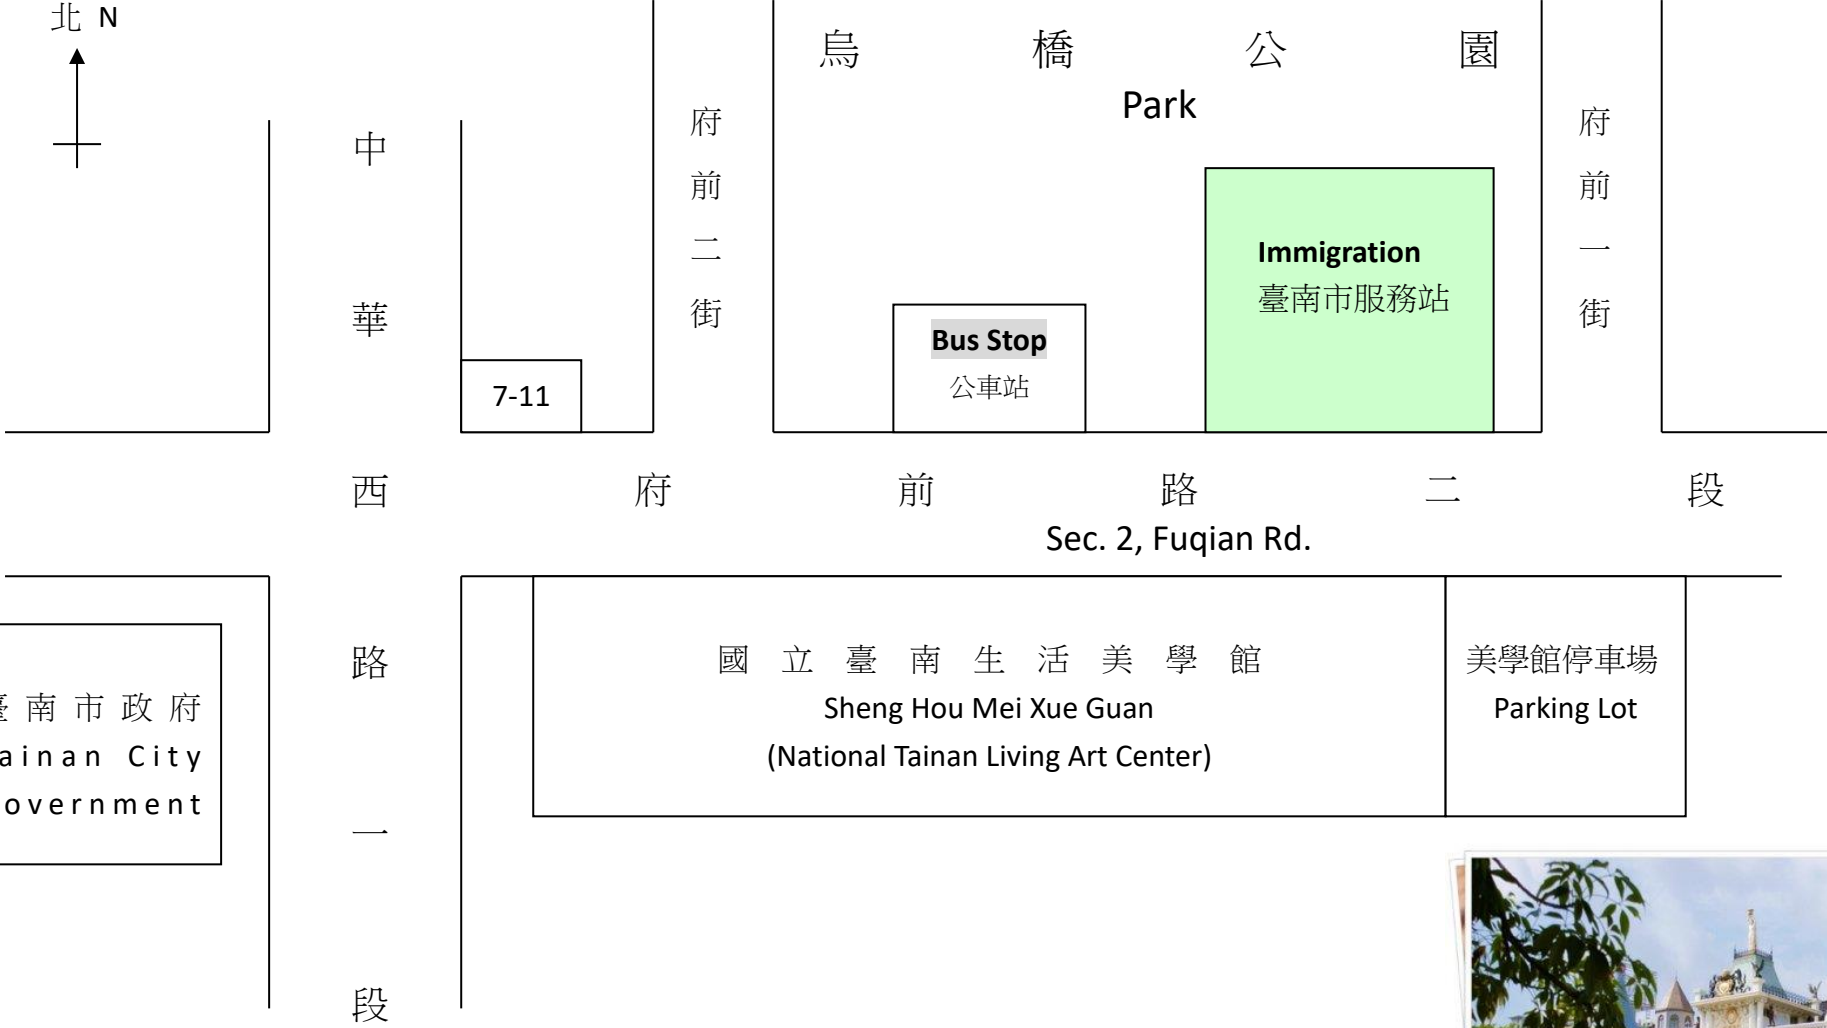 北 N
烏橋公園
Park
中華西路一段
府前二街
府前一街
Immigration
臺南市服務站
Bus Stop
公車站
7-11
府前路二段
Sec. 2, Fuqian Rd.
南市政府
ainan City
overnment
國立臺南生活美學館
Sheng Hou Mei Xue Guan
(National Tainan Living Art Center)
美學館停車場
Parking Lot